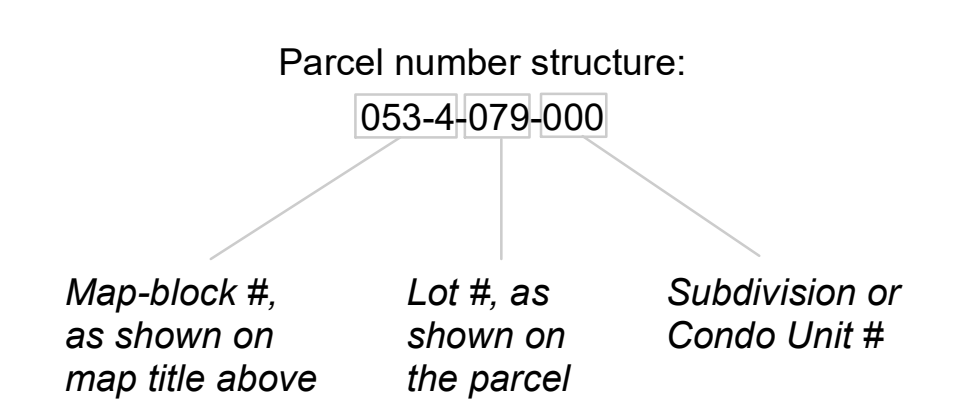 Parcel number structure:
053-4-079-000
Map-block #,
as shown on
map title above
Lot #, as
shown on
the parcel
Subdivision or
Condo Unit #